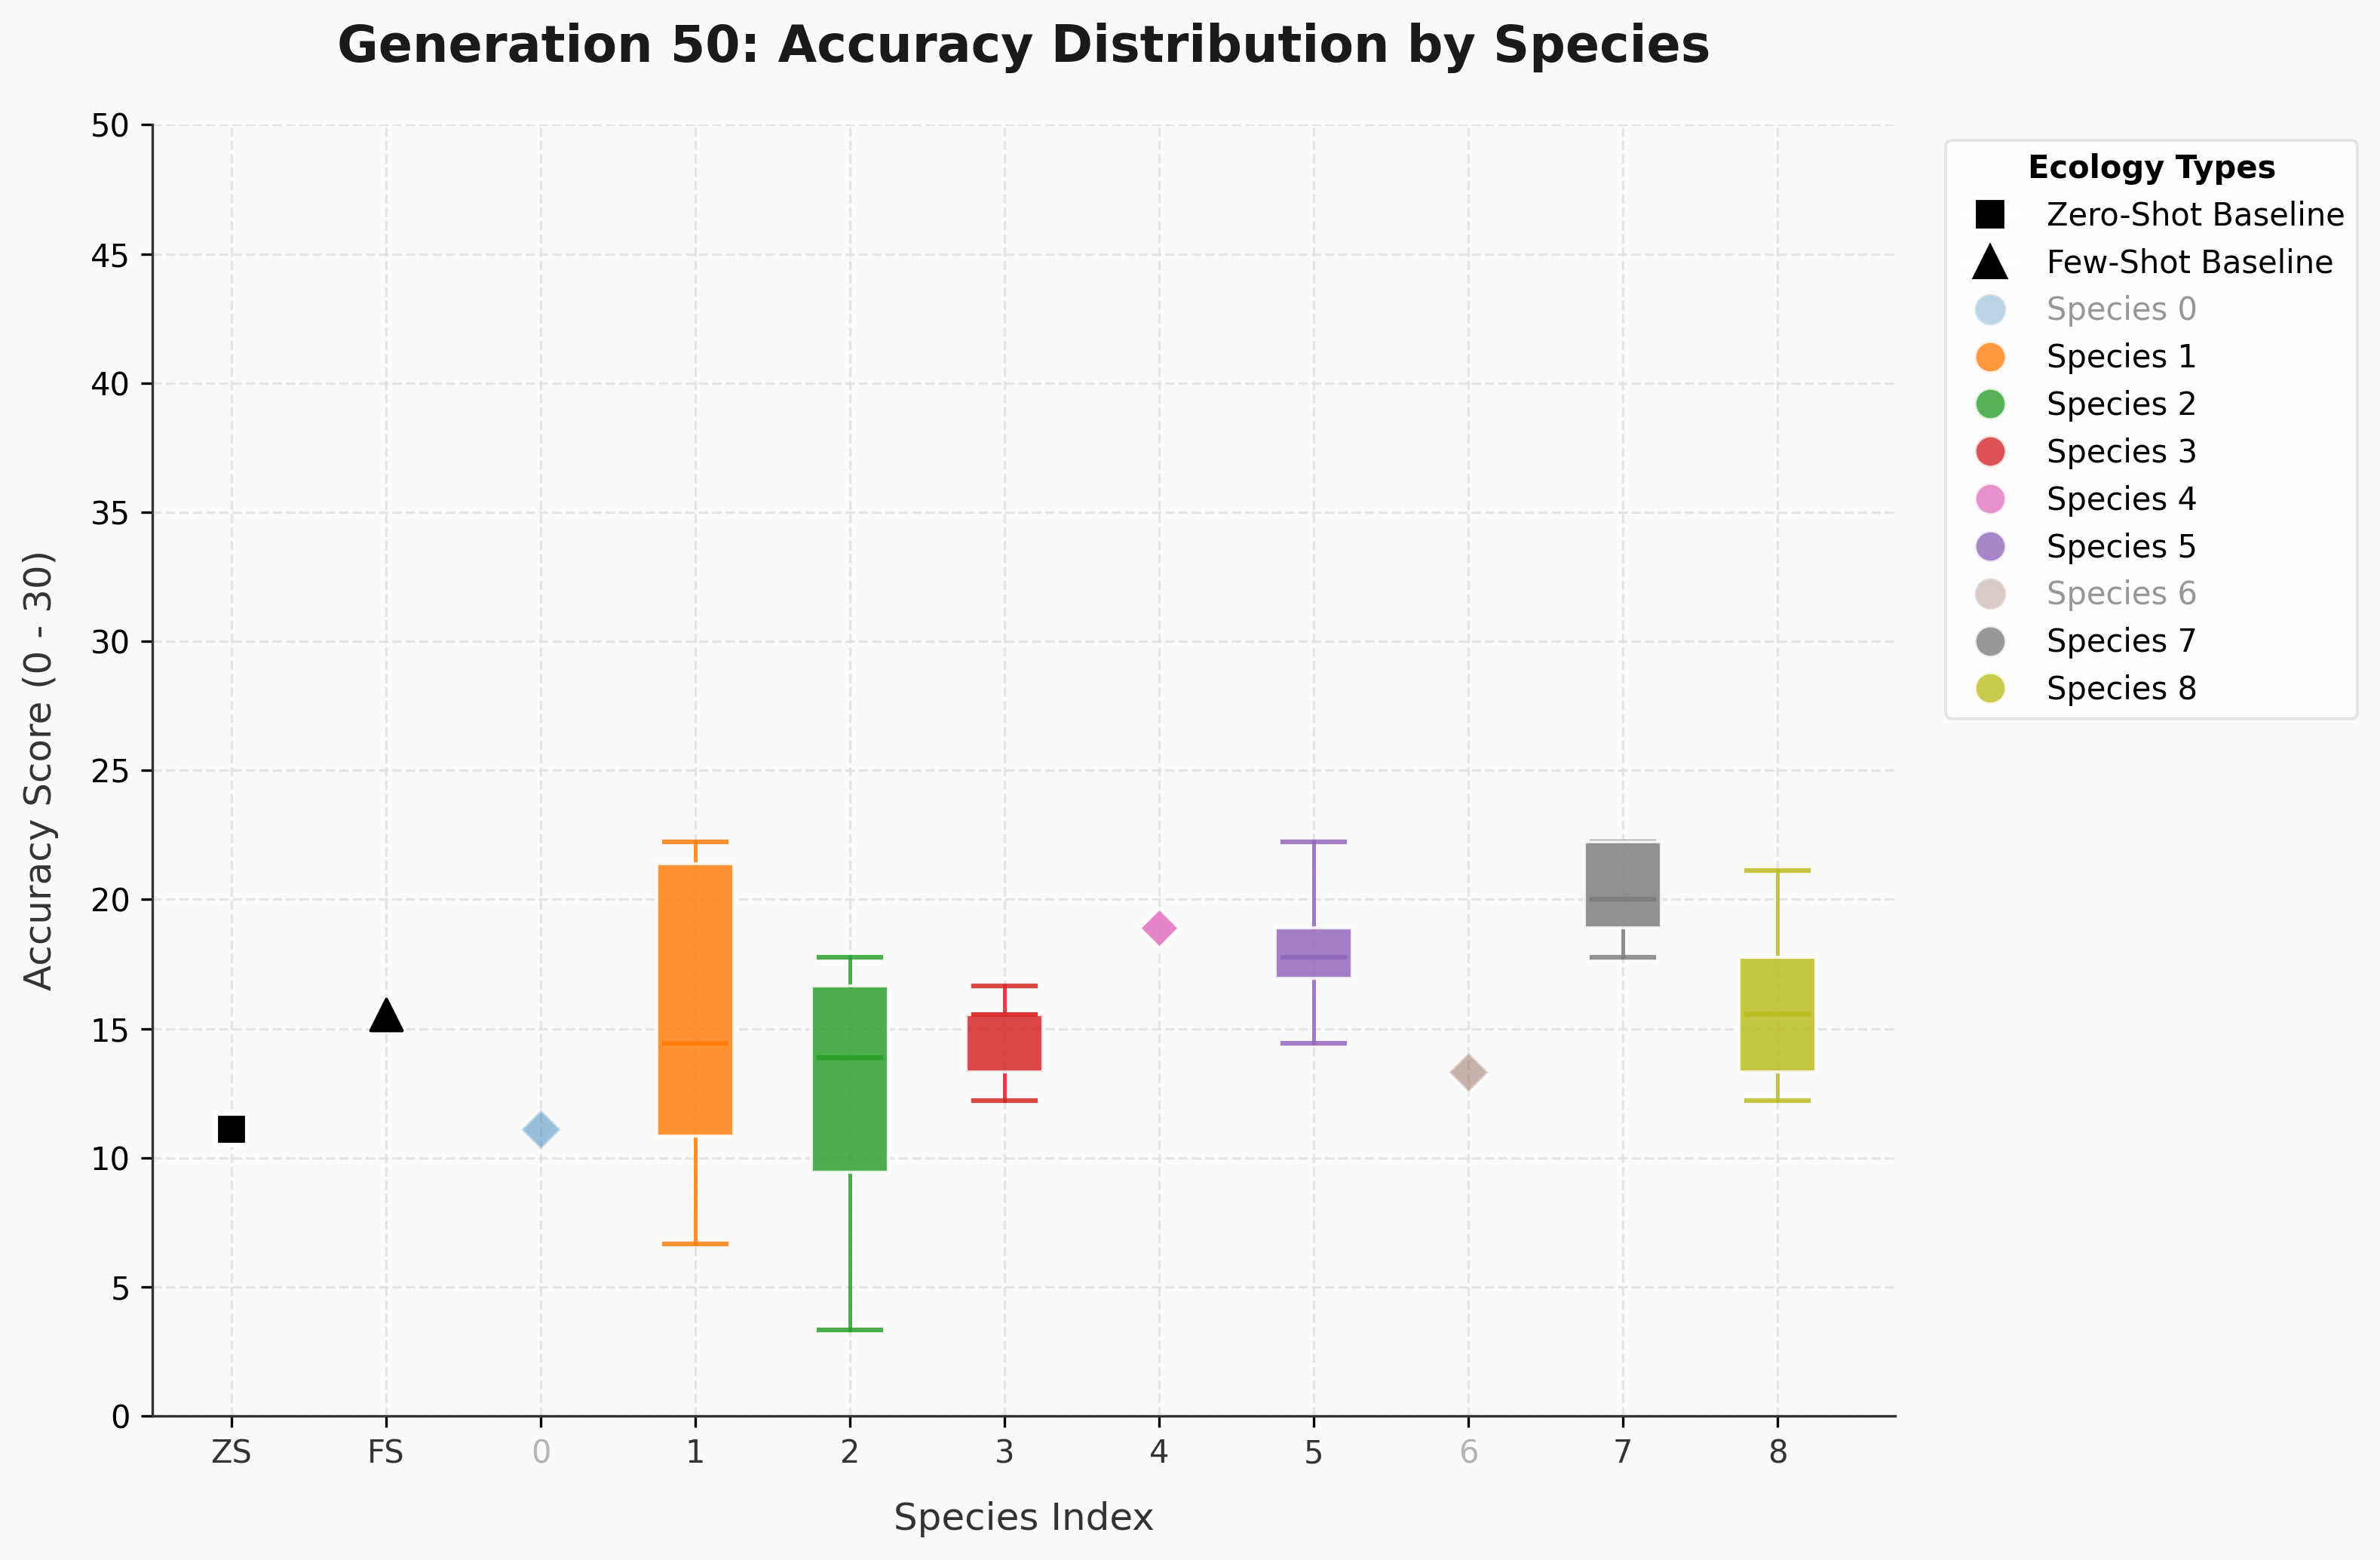 Generation 50: Accuracy Distribution by Species
Accuracy Score (0 - 30)
50
45
40
35
30
25
20
15
10
5
0
ZS FS 0 1 2 3 4 5 6 7 8
Species Index
Ecology Types
Zero-Shot Baseline
Few-Shot Baseline
Species 0
Species 1
Species 2
Species 3
Species 4
Species 5
Species 6
Species 7
Species 8